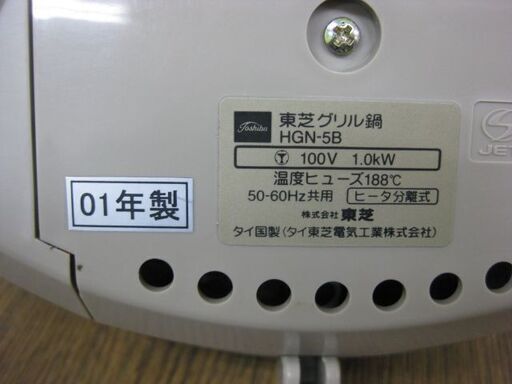 Toshiba
東芝グリル鍋
HGN-5B
T 100V 1.0kW
温度ヒューズ188℃
50-60Hz共用 ヒータ分離式
株式会社 東芝
タイ国製(タイ東芝電気工業株式会社)
01年製
JET